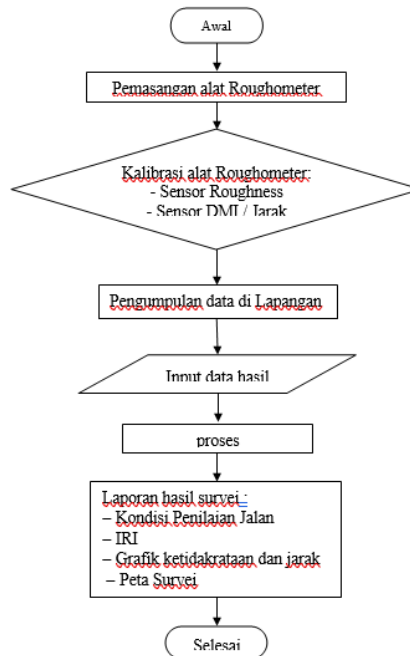 Awal
Pemasangan alat Roughometer
Kalibrasi alat Roughometer:
- Sensor Roughness
- Sensor DMI / Jarak
Pengumpulan data di Lapangan
Input data hasil
proses
Laporan hasil survei :
– Kondisi Penilaian Jalan
– IRI
– Grafik ketidakrataan dan jarak
– Peta Survei
Selesai